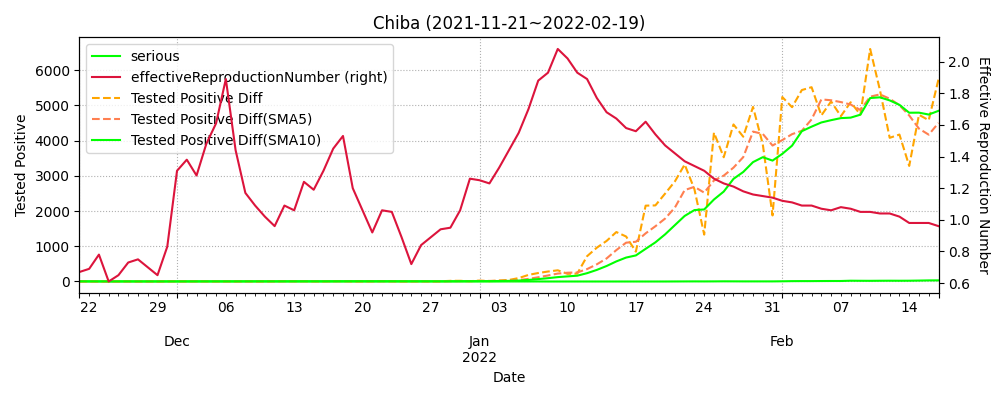 Chiba (2021-11-21~2022-02-19)
serious
effectiveReproductionNumber (right)
Tested Positive Diff
Tested Positive Diff(SMA5)
Tested Positive Diff(SMA10)
Tested Positive
6000
5000
4000
3000
2000
1000
0
Effective Reproduction Number
2.0
1.8
1.6
1.4
1.2
1.0
0.8
0.6
22 29 06 13 20 27 03 10 17 24 31 07 14
Dec Jan Feb
2022
Date